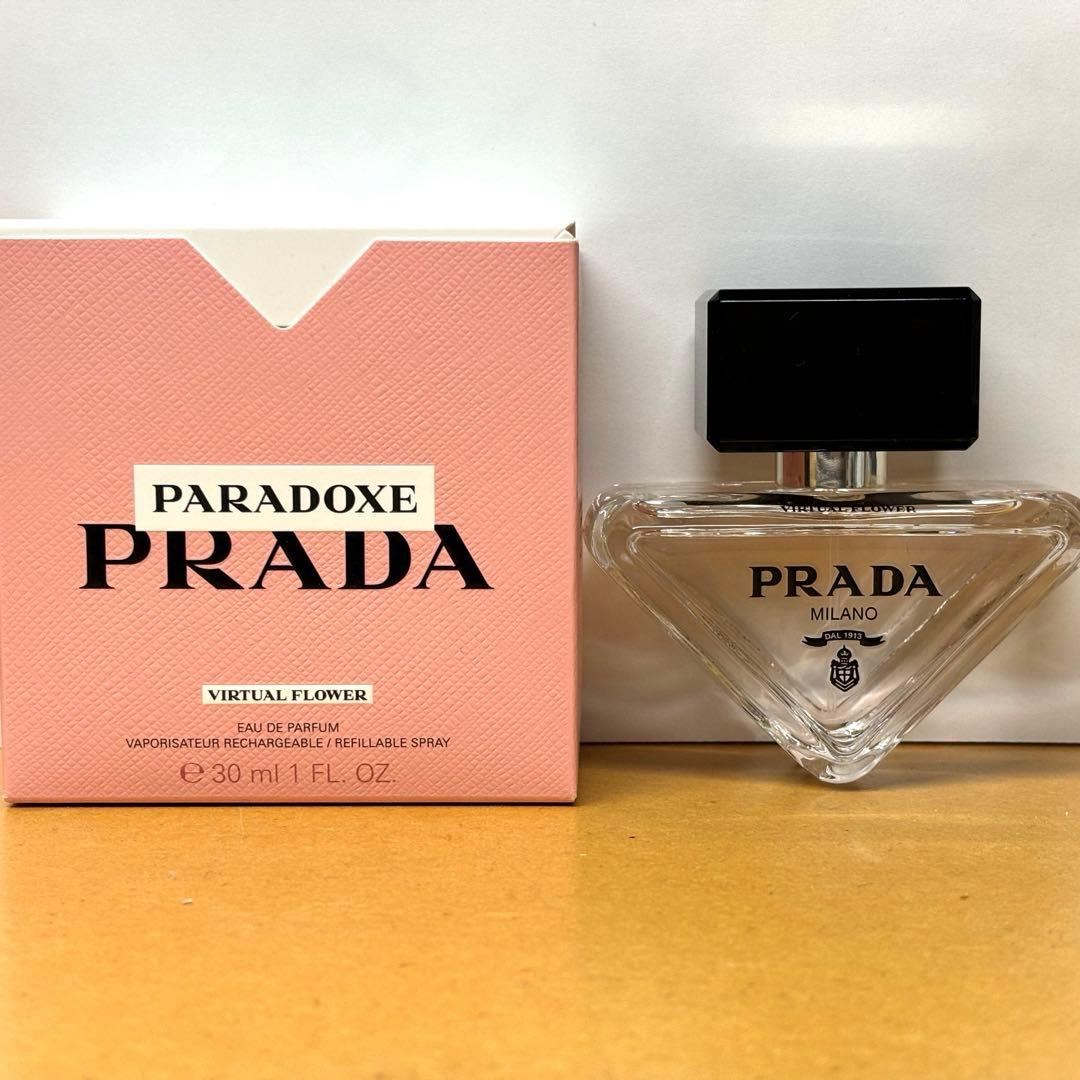 PARADOXE
PRADA
VIRTUAL FLOWER
EAU DE PARFUM
VAPORISATEUR RECHARGEABLE / REFILLABLE SPRAY
℮ 30 ml 1 FL. OZ.
VIRTUAL FLOWER
PRADA
MILANO
DAL 1913